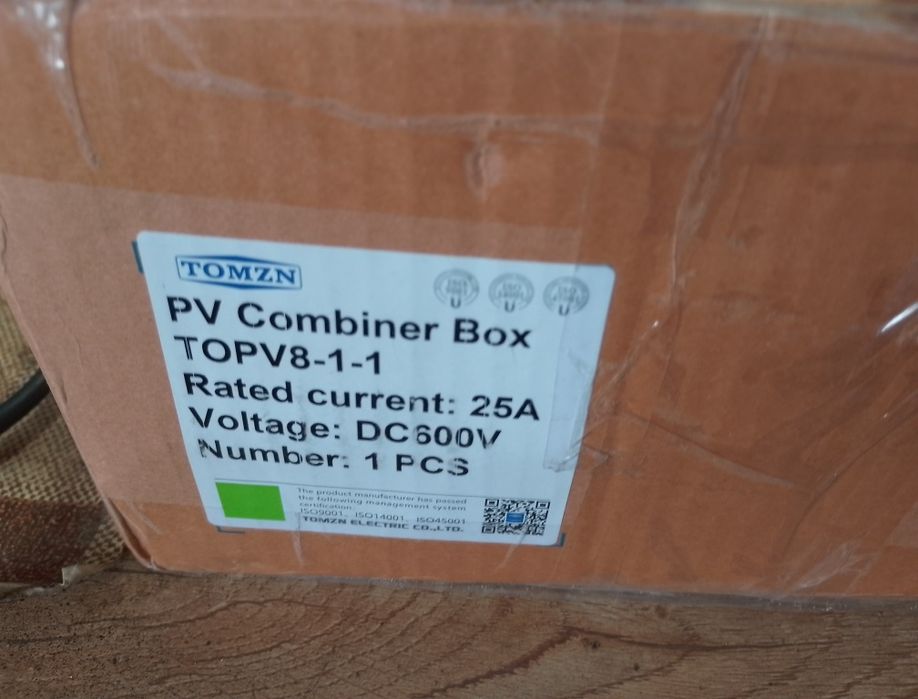 TOMZN
PV Combiner Box
TOPV8-1-1
Rated current: 25A
Voltage: DC600V
Number: 1 PCS
The product manufacturer has passed
the following management system
certification
ISO9001、ISO14001、ISO45001
TOMZN ELECTRIC CO.,LTD.